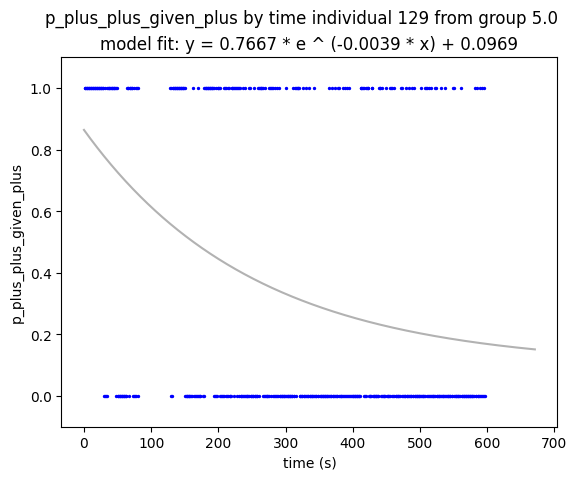 p_plus_plus_given_plus by time individual 129 from group 5.0
model fit: y = 0.7667 * e ^ (-0.0039 * x) + 0.0969
1.0
0.8
0.6
0.4
0.2
0.0
p_plus_plus_given_plus
0 100 200 300 400 500 600 700
time (s)